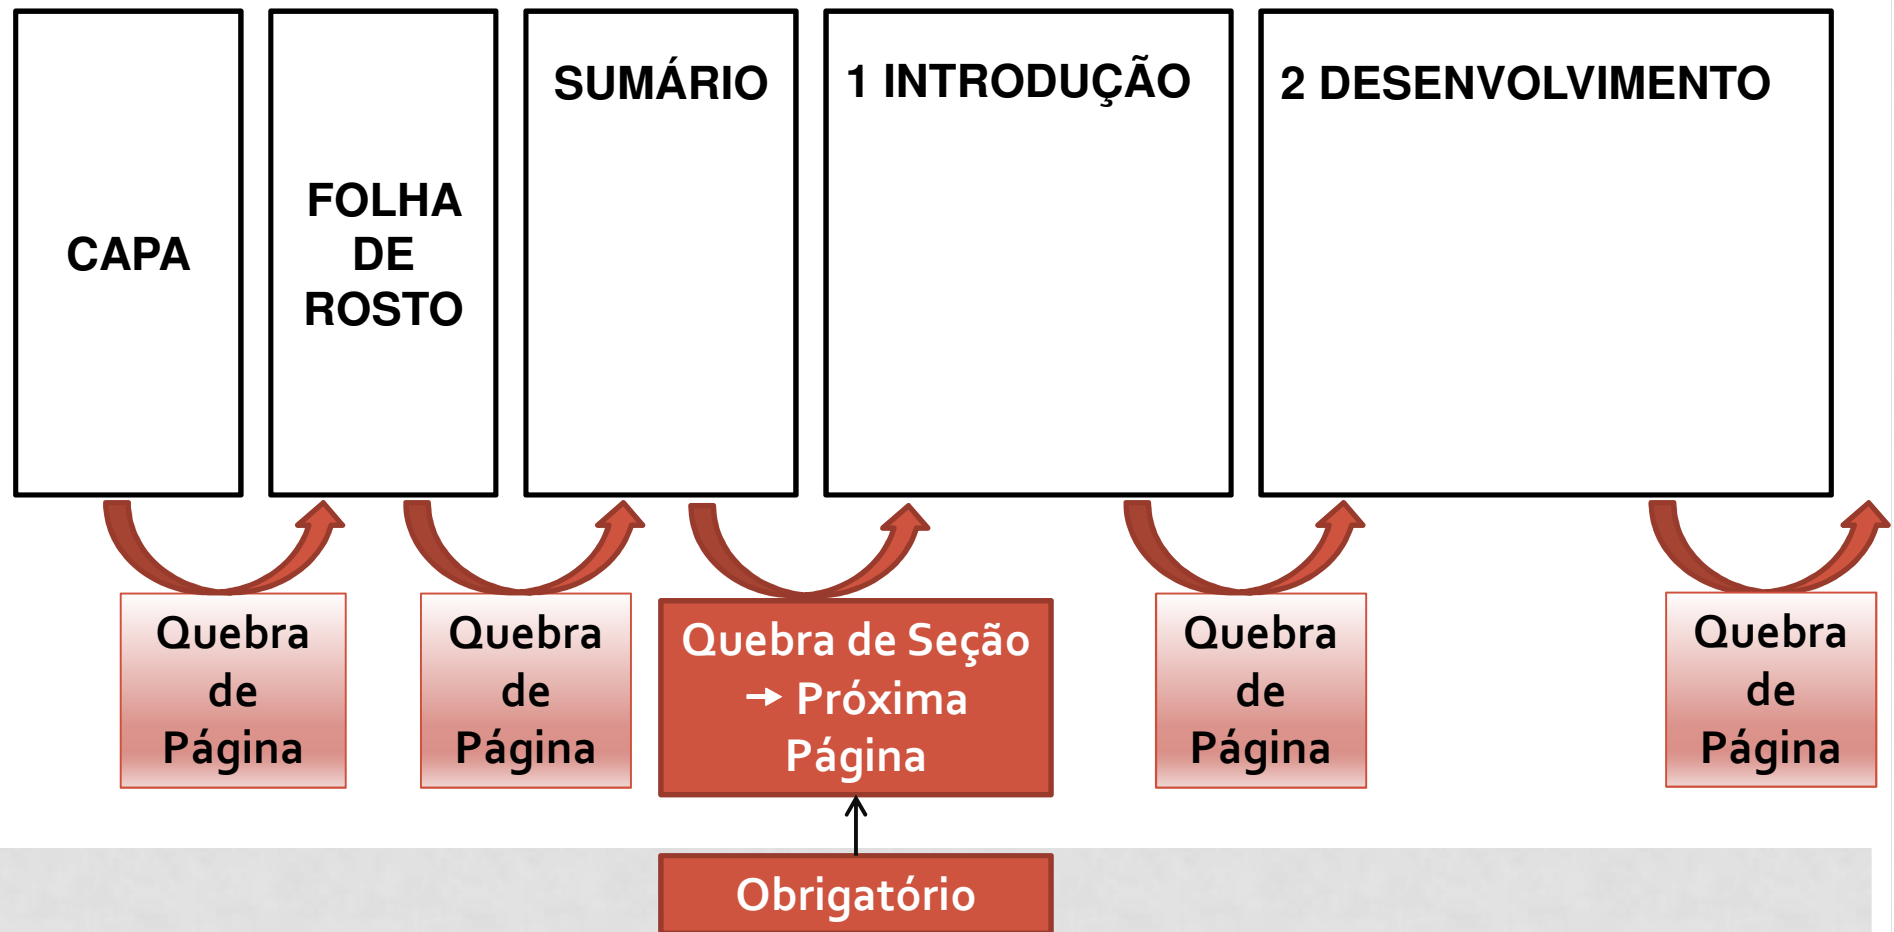 CAPA
FOLHA
DE
ROSTO
SUMÁRIO
1 INTRODUÇÃO
2 DESENVOLVIMENTO
Quebra
de
Página
Quebra
de
Página
Quebra de Seção
→ Próxima
Página
Quebra
de
Página
Quebra
de
Página
Obrigatório